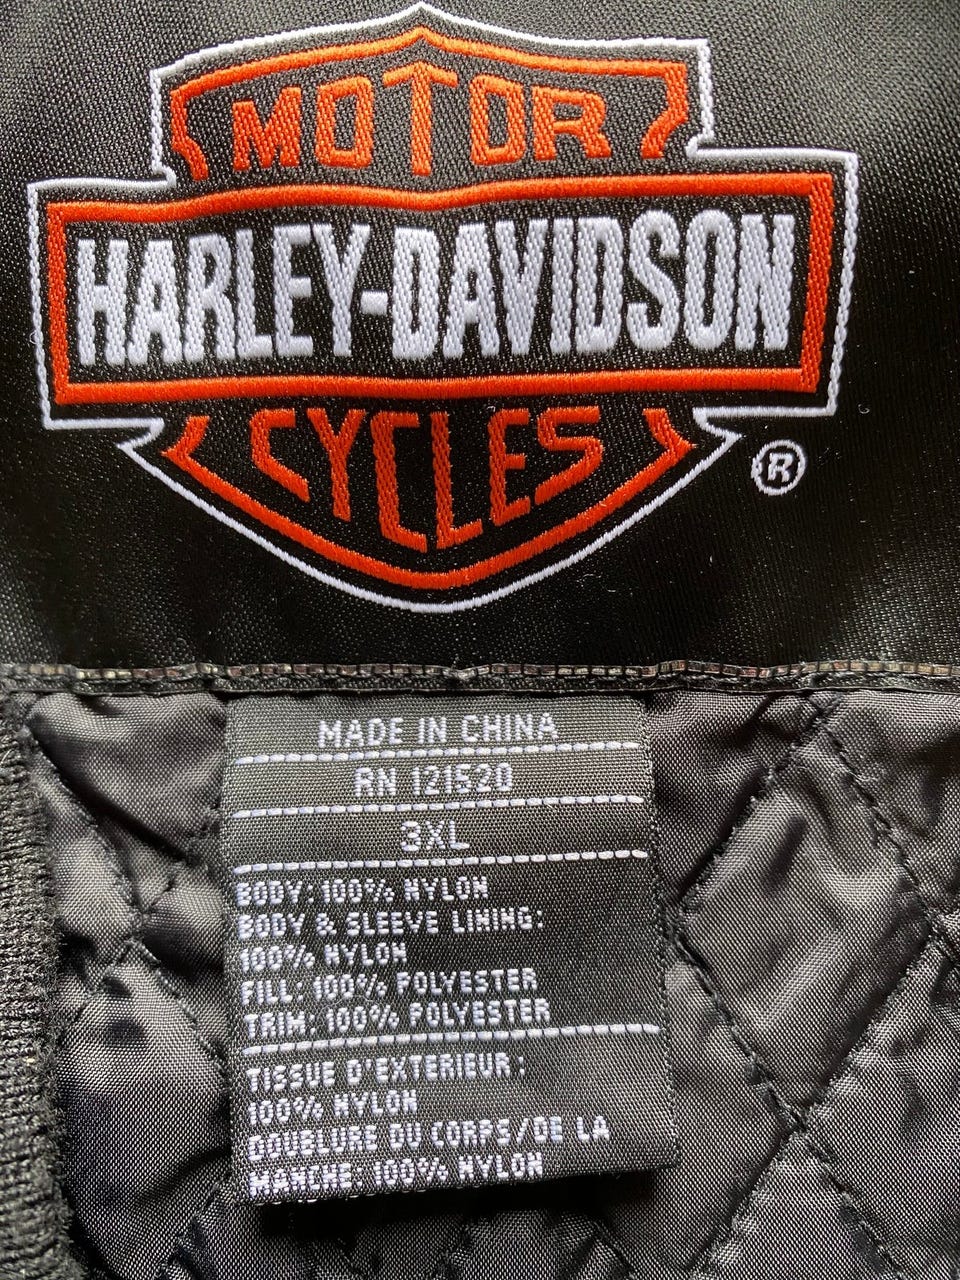 MOTOR
HARLEY-DAVIDSON
CYCLES
®
MADE IN CHINA
RN 121520
3XL
BODY: 100% NYLON
BODY & SLEEVE LINING:
100% NYLON
FILL: 100% POLYESTER
TRIM: 100% POLYESTER
TISSUE D'EXTERIEUR:
100% NYLON
DOUBLURE DU CORPS/DE LA
MANCHE: 100% NYLON